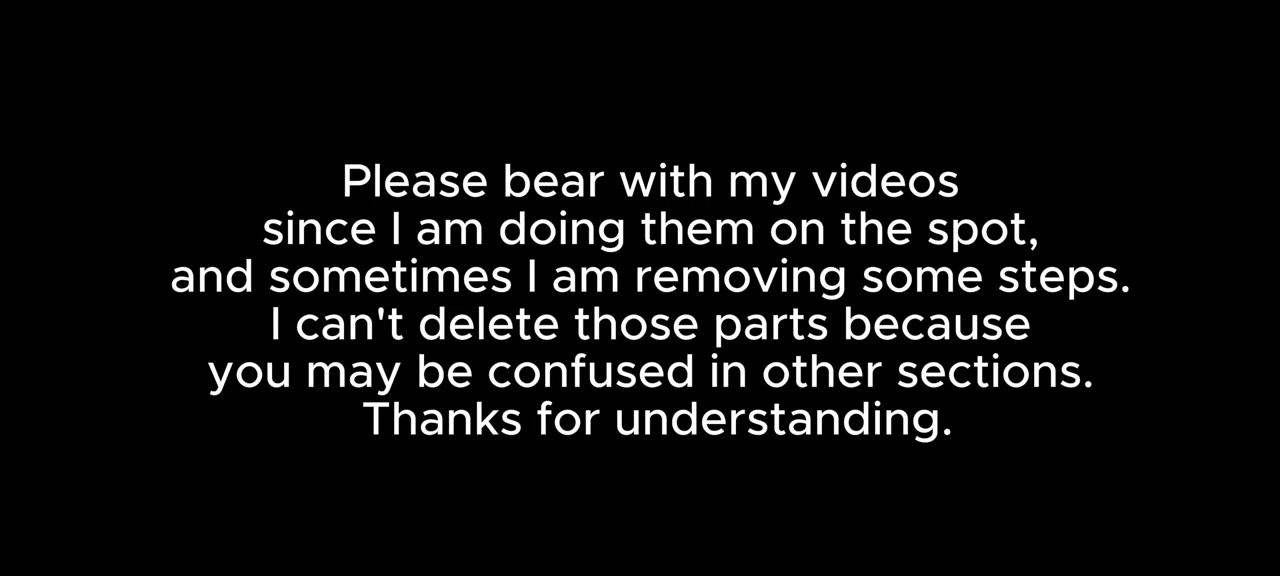 Please bear with my videos
since I am doing them on the spot,
and sometimes I am removing some steps.
I can't delete those parts because
you may be confused in other sections.
Thanks for understanding.